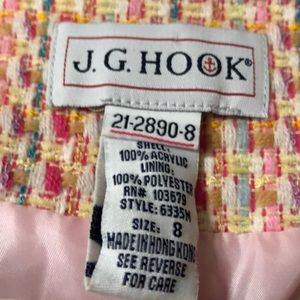 J.G. HOOK®
21-2890-8
SHELL:
100% ACRYLIC
LINING:
100% POLYESTER
RN# 103679
STYLE: 6335M
SIZE: 8
MADE IN HONG KONG
SEE REVERSE
FOR CARE